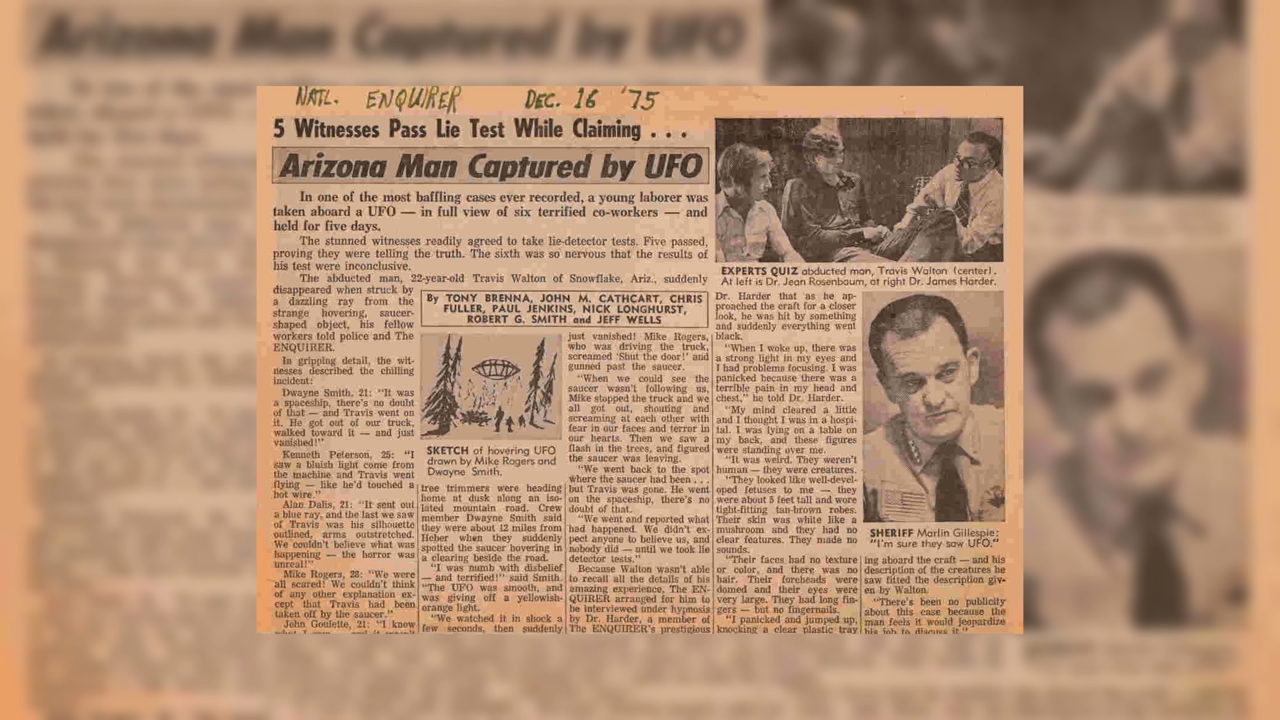 Arizona Man Captured by UFO
NATL. ENQUIRER DEC. 16 '75
5 Witnesses Pass Lie Test While Claiming . . .
Arizona Man Captured by UFO
In one of the most baffling cases ever recorded, a young laborer was
taken aboard a UFO — in full view of six terrified co-workers — and
held for five days.
The stunned witnesses readily agreed to take lie-detector tests. Five passed,
proving they were telling the truth. The sixth was so nervous that the results of
his test were inconclusive.
The abducted man, 22-year-old Travis Walton of Snowflake, Ariz., suddenly
disappeared when struck by
a dazzling ray from the
strange hovering, saucer-
shaped object, his fellow
workers told police and The
ENQUIRER.
In gripping detail, the wit-
nesses described the chilling
incident:
Dwayne Smith, 21: "It was
a spaceship, there's no doubt
of that — and Travis went on
it. He got out of our truck,
walked toward it — and just
vanished!"
Kenneth Peterson, 25: "I
saw a bluish light come from
the machine and Travis went
flying — like he'd touched a
hot wire."
Alan Dalis, 21: "It sent out
a blue ray, and the last we saw
of Travis was his silhouette
outlined, arms outstretched.
We couldn't believe what was
happening — the horror was
unreal!"
Mike Rogers, 28: "We were
all scared! We couldn't think
of any other explanation ex-
cept that Travis had been
taken off by the saucer."
John Goulette, 21: "I know
By TONY BRENNA, JOHN M. CATHCART, CHRIS
FULLER, PAUL JENKINS, NICK LONGHURST,
ROBERT G. SMITH and JEFF WELLS
SKETCH of hovering UFO
drawn by Mike Rogers and
Dwayne Smith.
tree trimmers were heading
home at dusk along an iso-
lated mountain road. Crew
member Dwayne Smith said
they were about 12 miles from
Heber when they suddenly
spotted the saucer hovering in
a clearing beside the road.
"I was numb with disbelief
— and terrified!" said Smith.
"The UFO was smooth, and
was giving off a yellowish-
orange light.
"We watched it in shock a
few seconds, then suddenly
just vanished! Mike Rogers,
who was driving the truck,
screamed 'Shut the door!' and
gunned past the saucer.
"When we could see the
saucer wasn't following us,
Mike stopped the truck and we
all got out, shouting and
screaming at each other with
fear in our faces and terror in
our hearts. Then we saw a
flash in the trees, and figured
the saucer was leaving.
"We went back to the spot
where the saucer had been . . .
but Travis was gone. He went
on the spaceship, there's no
doubt of that.
"We went and reported what
had happened. We didn't ex-
pect anyone to believe us, and
nobody did — until we took lie
detector tests."
Because Walton wasn't able
to recall all the details of his
amazing experience, The EN-
QUIRER arranged for him to
be interviewed under hypnosis
by Dr. Harder, a member of
The ENQUIRER's prestigious
EXPERTS QUIZ abducted man, Travis Walton (center).
At left is Dr. Jean Rosenbaum, at right Dr. James Harder.
Dr. Harder that as he ap-
proached the craft for a closer
look, he was hit by something
and suddenly everything went
black.
"When I woke up, there was
a strong light in my eyes and
I had problems focusing. I was
panicked because there was a
terrible pain in my head and
chest," he told Dr. Harder.
"My mind cleared a little
and I thought I was in a hospi-
tal. I was lying on a table on
my back, and these figures
were standing over me.
"It was weird. They weren't
human — they were creatures.
"They looked like well-devel-
oped fetuses to me — they
were about 5 feet tall and wore
tight-fitting tan-brown robes.
Their skin was white like a
mushroom and they had no
clear features. They made no
sounds.
"Their faces had no texture
or color, and there was no
hair. Their foreheads were
domed and their eyes were
very large. They had long fin-
gers — but no fingernails.
"I panicked and jumped up,
knocking a clear plastic tray
SHERIFF Marlin Gillespie:
"I'm sure they saw UFO."
ing aboard the craft — and his
description of the creatures he
saw fitted the description giv-
en by Walton.
"There's been no publicity
about this case because the
man feels it would jeopardize
his job to discuss it."